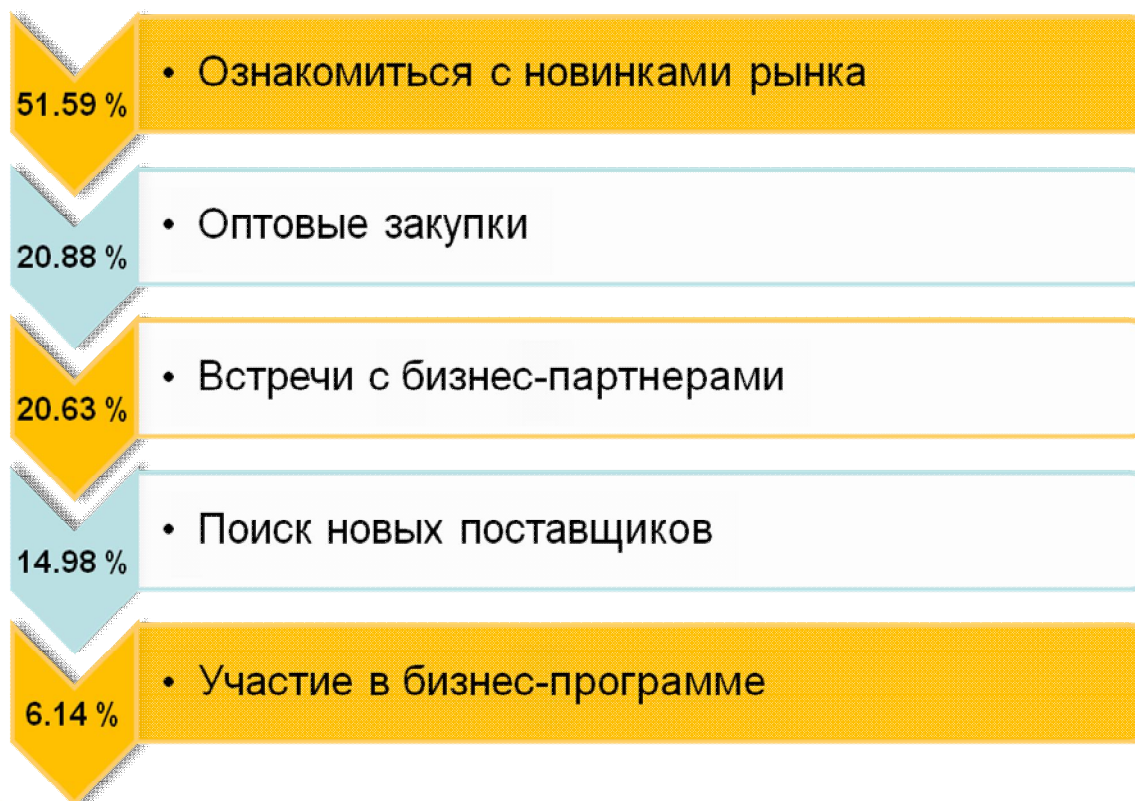 51.59 %
• Ознакомиться с новинками рынка
20.88 %
• Оптовые закупки
20.63 %
• Встречи с бизнес-партнерами
14.98 %
• Поиск новых поставщиков
6.14 %
• Участие в бизнес-программе